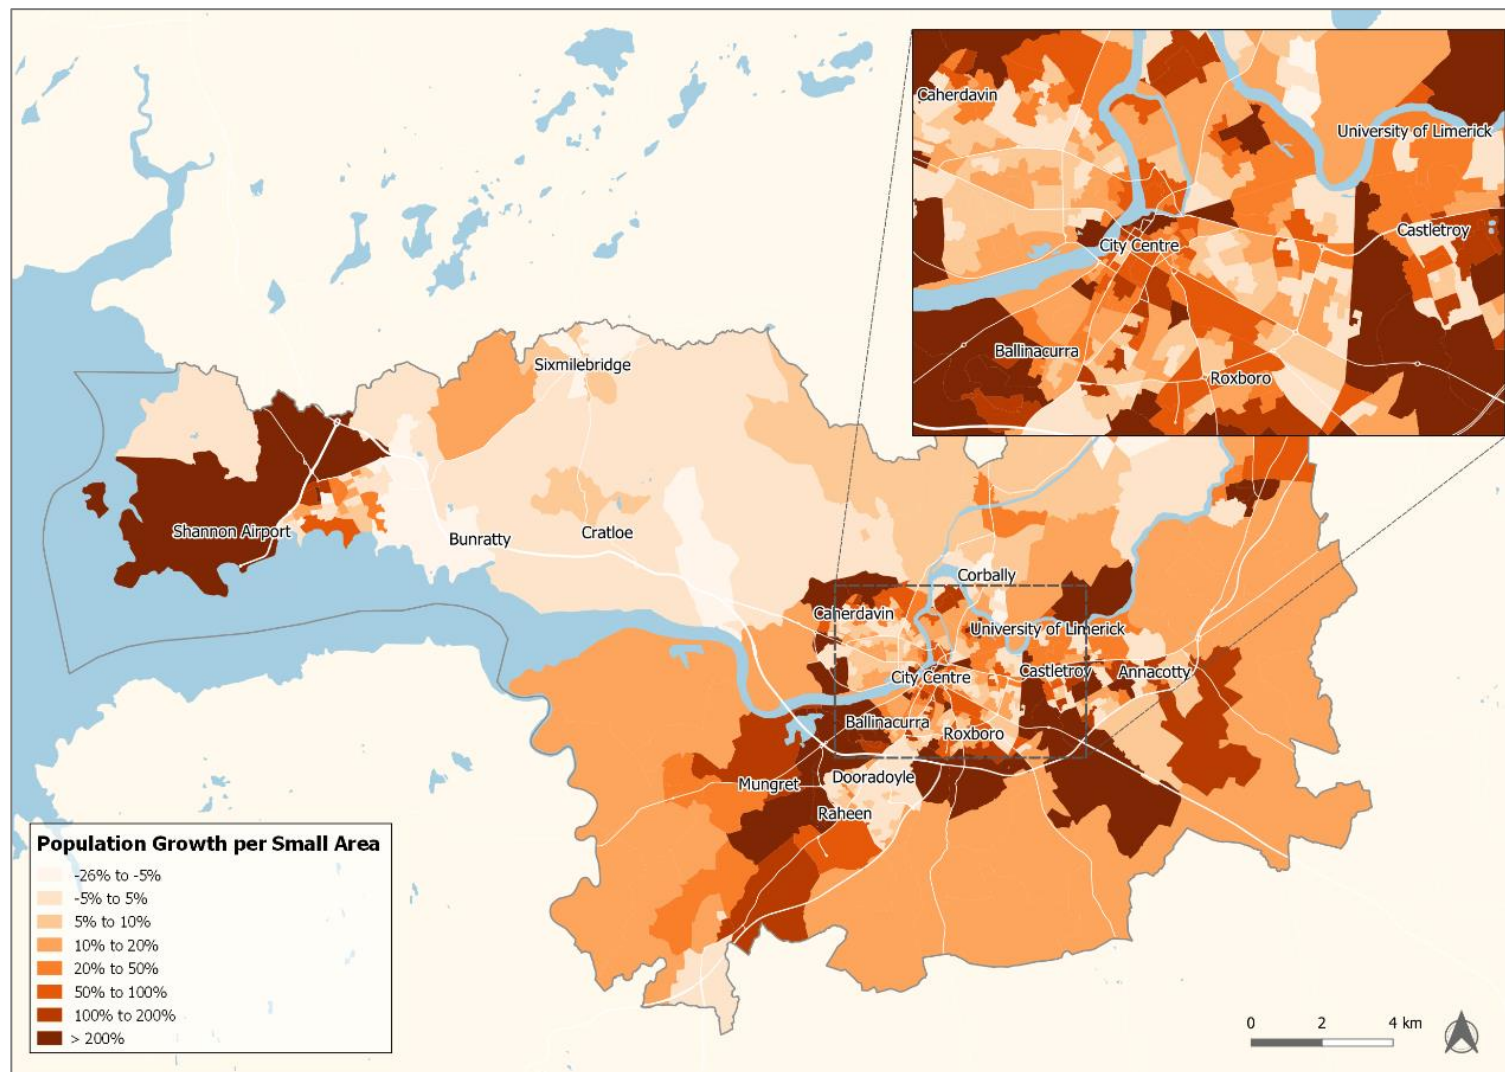 Caherdavin
University of Limerick
Castletroy
City Centre
Ballinacurra
Roxboro
Sixmilebridge
Shannon Airport
Bunratty
Cratloe
Corbally
Caherdavin
University of Limerick
City Centre
Castletroy
Annacotty
Ballinacurra
Roxboro
Mungret
Dooradoyle
Raheen
Population Growth per Small Area
-26% to -5%
-5% to 5%
5% to 10%
10% to 20%
20% to 50%
50% to 100%
100% to 200%
> 200%
0 2 4 km